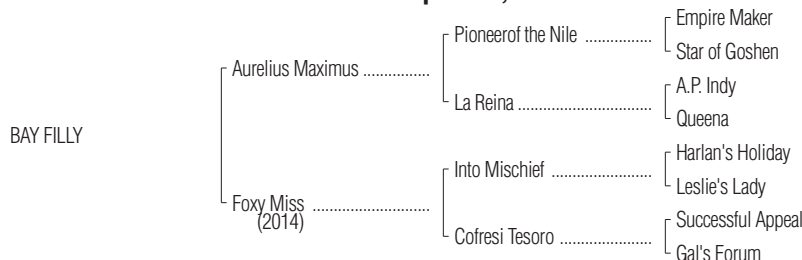 Empire Maker
Pioneerof the Nile ................
Star of Goshen
Aurelius Maximus ................
A.P. Indy
La Reina ................................
Queena
BAY FILLY
Harlan's Holiday
Into Mischief ........................
Leslie's Lady
Foxy Miss ............................
(2014)
Successful Appeal
Cofresi Tesoro ......................
Gal's Forum